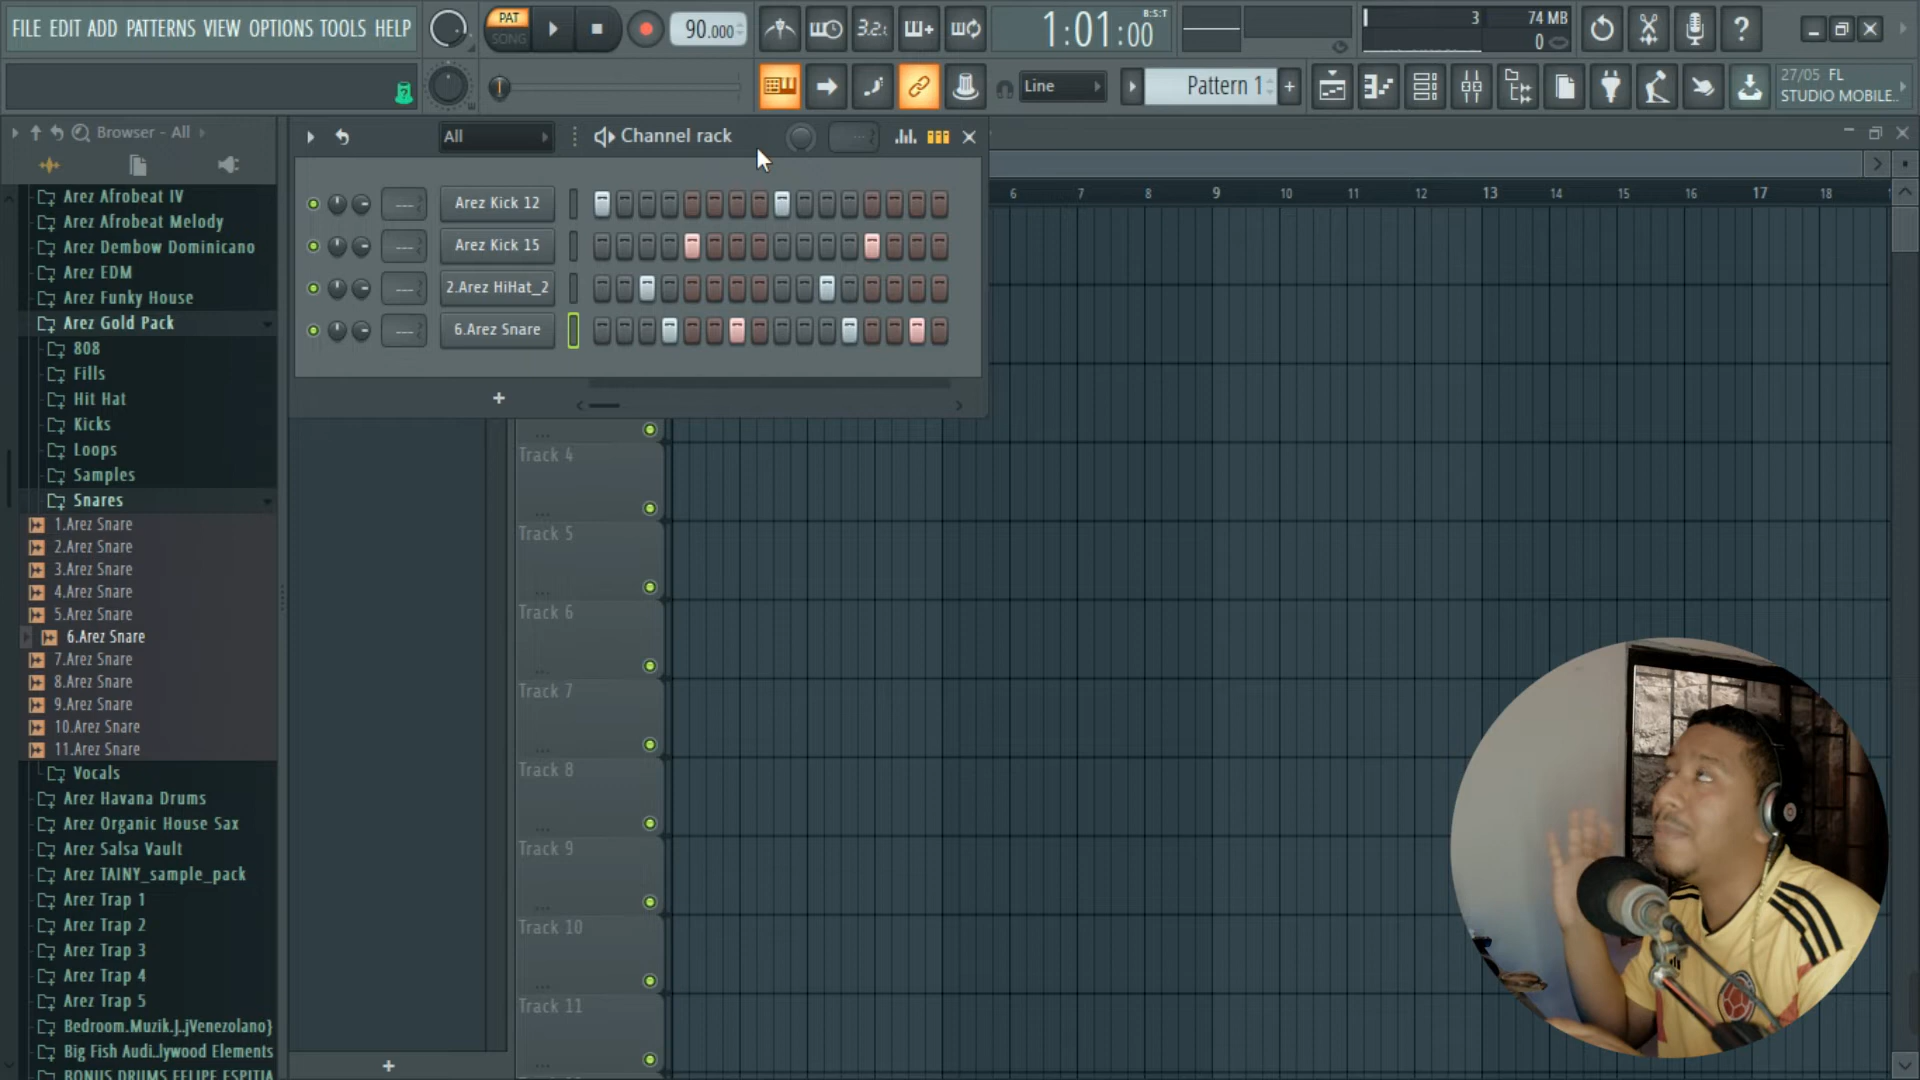 FILE EDIT ADD PATTERNS VIEW OPTIONS TOOLS HELP
PAT
SONG
90.000
3.2.
1:01:00
B:S:T
3
74 MB
0
Line
Pattern 1
27/05 FL
STUDIO MOBILE..
Browser - All
All
Channel rack
Arez Kick 12
Arez Kick 15
2.Arez HiHat_2
6.Arez Snare
6
7
8
9
10
11
12
13
14
15
16
17
18
Arez Afrobeat IV
Arez Afrobeat Melody
Arez Dembow Dominicano
Arez EDM
Arez Funky House
Arez Gold Pack
808
Fills
Hit Hat
Kicks
Loops
Samples
Snares
1.Arez Snare
2.Arez Snare
3.Arez Snare
4.Arez Snare
5.Arez Snare
6.Arez Snare
7.Arez Snare
8.Arez Snare
9.Arez Snare
10.Arez Snare
11.Arez Snare
Vocals
Arez Havana Drums
Arez Organic House Sax
Arez Salsa Vault
Arez TAINY_sample_pack
Arez Trap 1
Arez Trap 2
Arez Trap 3
Arez Trap 4
Arez Trap 5
Bedroom.Muzik.J..jVenezolano}
Big Fish Audi..lywood Elements
BONUS DRUMS FELIPE ESPITIA
Track 4
Track 5
Track 6
Track 7
Track 8
Track 9
Track 10
Track 11